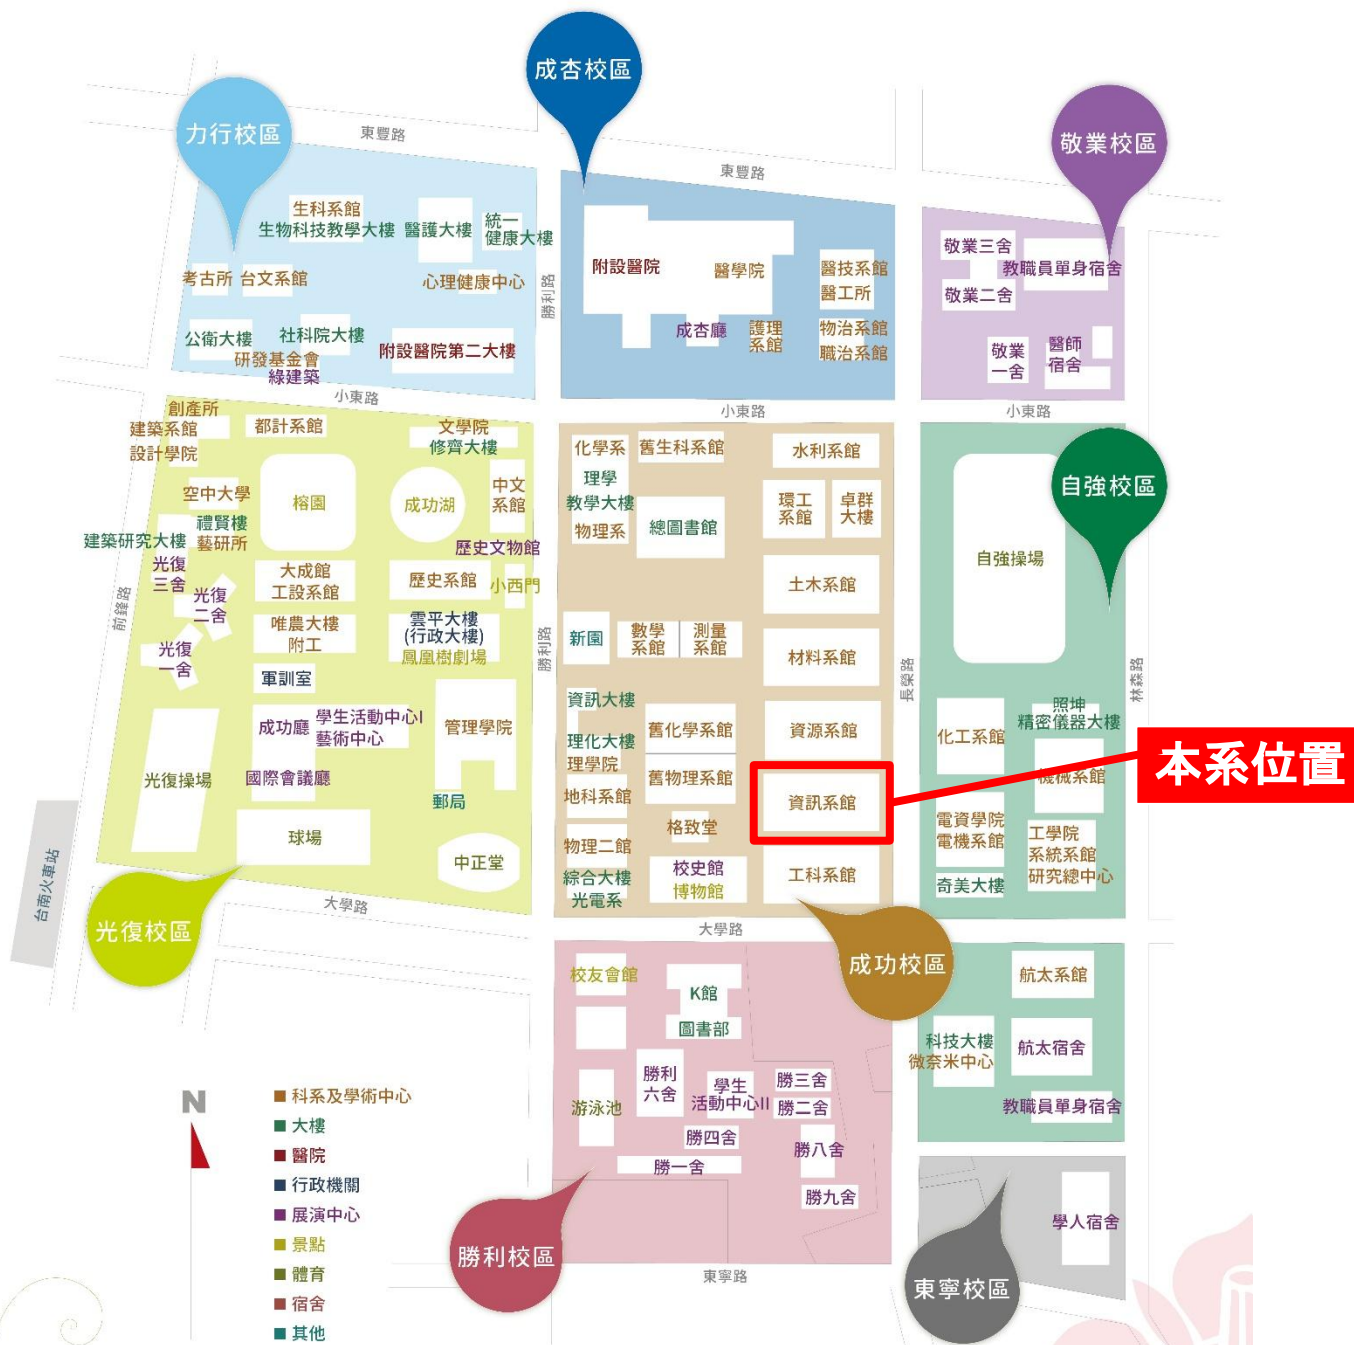 成杏校區
力行校區
敬業校區
東豐路
東豐路
生科系館
生物科技教學大樓
醫護大樓
統一
健康大樓
考古所
台文系館
心理健康中心
公衛大樓
社科院大樓
研發基金會
綠建築
附設醫院第二大樓
勝利路
附設醫院
醫學院
醫技系館
醫工所
成杏廳
護理
系館
物治系館
職治系館
敬業三舍
教職員單身宿舍
敬業二舍
敬業
一舍
醫師
宿舍
小東路
小東路
小東路
創產所
建築系館
設計學院
都計系館
文學院
修齊大樓
空中大學
榕園
成功湖
中文
系館
禮賢樓
建築研究大樓
藝研所
歷史文物館
光復
三舍
大成館
工設系館
歷史系館
小西門
光復
二舍
唯農大樓
附工
雲平大樓
(行政大樓)
鳳凰樹劇場
前鋒路
光復
一舍
軍訓室
成功廳
學生活動中心I
藝術中心
管理學院
國際會議廳
光復操場
郵局
球場
中正堂
台南火車站
光復校區
大學路
勝利路
化學系
舊生科系館
水利系館
理學
教學大樓
總圖書館
環工
系館
卓群
大樓
物理系
土木系館
新園
數學
系館
測量
系館
材料系館
資訊大樓
舊化學系館
資源系館
理化大樓
理學院
舊物理系館
地科系館
資訊系館
格致堂
物理二館
校史館
博物館
工科系館
綜合大樓
光電系
大學路
成功校區
長榮路
自強校區
自強操場
林森路
照坤
精密儀器大樓
化工系館
機械系館
本系位置
電資學院
電機系館
工學院
系統系館
研究總中心
奇美大樓
校友會館
K館
圖書部
航太系館
科技大樓
微奈米中心
航太宿舍
游泳池
勝利
六舍
學生
活動中心II
勝三舍
勝二舍
教職員單身宿舍
勝四舍
勝八舍
勝一舍
勝九舍
學人宿舍
勝利校區
東寧路
東寧校區
N
科系及學術中心
大樓
醫院
行政機關
展演中心
景點
體育
宿舍
其他